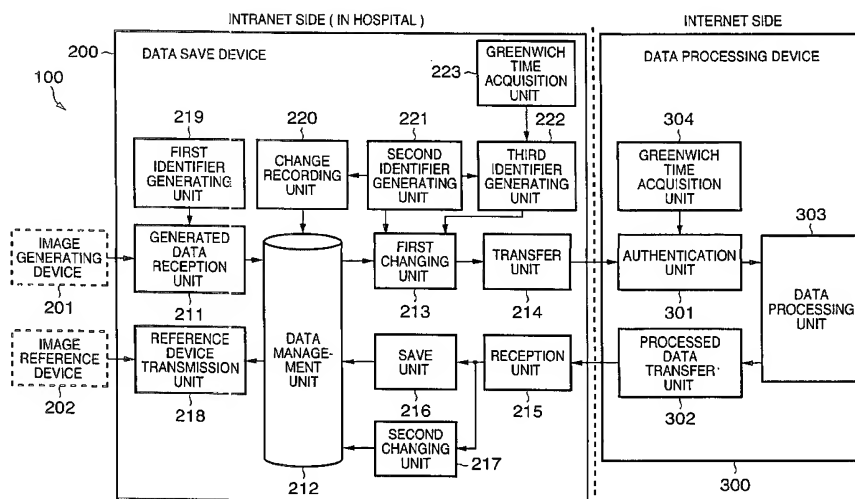 INTRANET SIDE ( IN HOSPITAL )
INTERNET SIDE
200
DATA SAVE DEVICE
GREENWICH
TIME
ACQUISITION
UNIT
223
DATA PROCESSING DEVICE
100
219
220
221
222
304
FIRST
IDENTIFIER
GENERATING
UNIT
CHANGE
RECORDING
UNIT
SECOND
IDENTIFIER
GENERATING
UNIT
THIRD
IDENTIFIER
GENERATING
UNIT
GREENWICH
TIME
ACQUISITION
UNIT
303
IMAGE
GENERATING
DEVICE
201
GENERATED
DATA
RECEPTION
UNIT
211
FIRST
CHANGING
UNIT
213
TRANSFER
UNIT
214
AUTHENTICATION
UNIT
301
DATA
PROCESSING
UNIT
IMAGE
REFERENCE
DEVICE
202
REFERENCE
DEVICE
TRANSMISSION
UNIT
218
DATA
MANAGE-
MENT
UNIT
212
SAVE
UNIT
216
RECEPTION
UNIT
215
PROCESSED
DATA
TRANSFER
UNIT
302
SECOND
CHANGING
UNIT
217
300